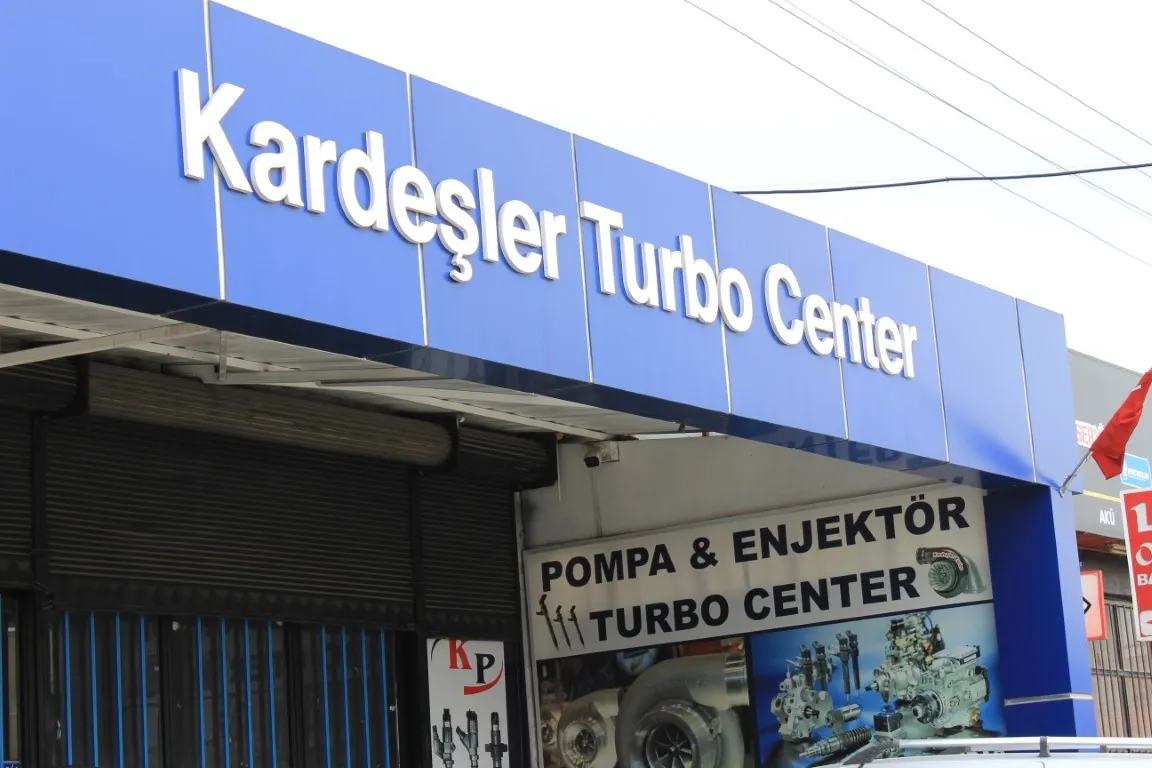 Kardeşler Turbo Center
POMPA & ENJEKTÖR
TURBO CENTER
KP
AKÜ